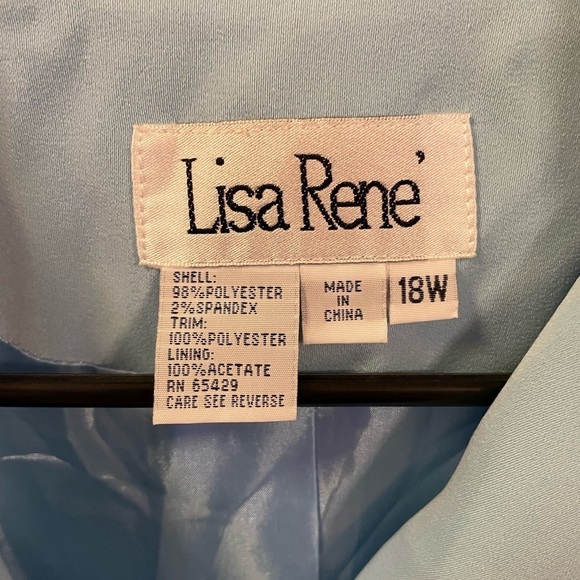 Lisa Rene'
SHELL:
98%POLYESTER
2%SPANDEX
TRIM:
100%POLYESTER
LINING:
100%ACETATE
RN 65429
CARE SEE REVERSE
MADE
IN
CHINA
18W